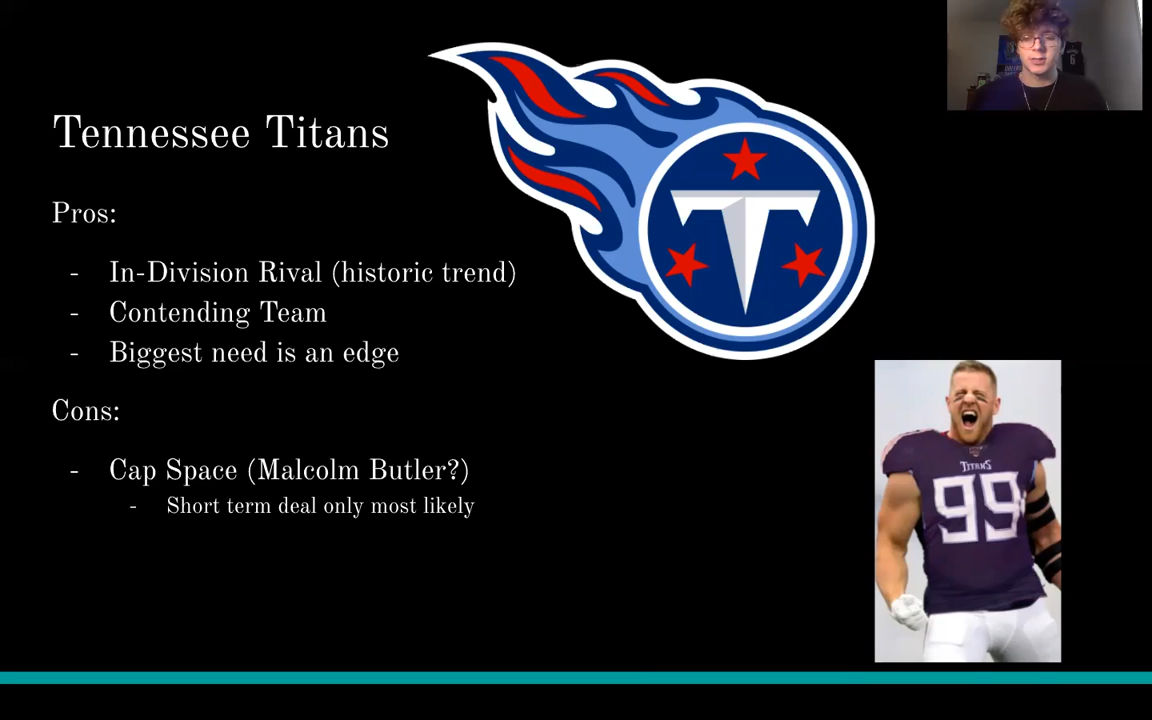 Tennessee Titans
Pros:
- In-Division Rival (historic trend)
- Contending Team
- Biggest need is an edge
Cons:
- Cap Space (Malcolm Butler?)
- Short term deal only most likely
T
TITANS
99
6